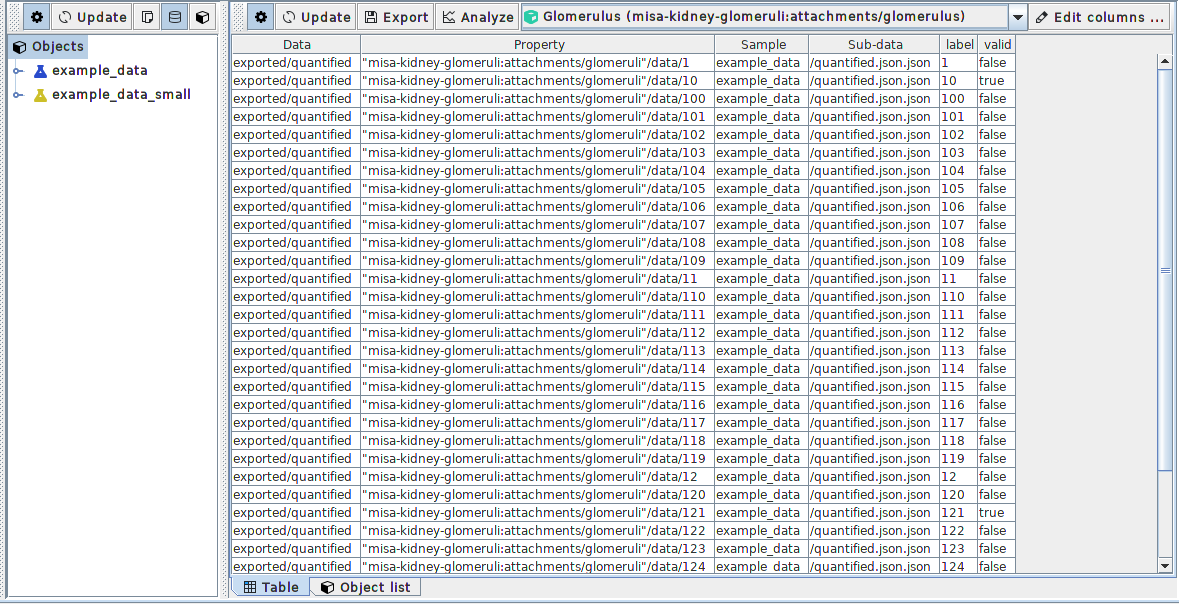 Update
Update Export Analyze Glomerulus (misa-kidney-glomeruli:attachments/glomerulus) Edit columns ...
Objects
example_data
example_data_small
Data Property Sample Sub-data label valid
exported/quantified "misa-kidney-glomeruli:attachments/glomeruli"/data/1 example_data /quantified.json.json 1 false
exported/quantified "misa-kidney-glomeruli:attachments/glomeruli"/data/10 example_data /quantified.json.json 10 true
exported/quantified "misa-kidney-glomeruli:attachments/glomeruli"/data/100 example_data /quantified.json.json 100 false
exported/quantified "misa-kidney-glomeruli:attachments/glomeruli"/data/101 example_data /quantified.json.json 101 false
exported/quantified "misa-kidney-glomeruli:attachments/glomeruli"/data/102 example_data /quantified.json.json 102 false
exported/quantified "misa-kidney-glomeruli:attachments/glomeruli"/data/103 example_data /quantified.json.json 103 false
exported/quantified "misa-kidney-glomeruli:attachments/glomeruli"/data/104 example_data /quantified.json.json 104 false
exported/quantified "misa-kidney-glomeruli:attachments/glomeruli"/data/105 example_data /quantified.json.json 105 false
exported/quantified "misa-kidney-glomeruli:attachments/glomeruli"/data/106 example_data /quantified.json.json 106 false
exported/quantified "misa-kidney-glomeruli:attachments/glomeruli"/data/107 example_data /quantified.json.json 107 false
exported/quantified "misa-kidney-glomeruli:attachments/glomeruli"/data/108 example_data /quantified.json.json 108 false
exported/quantified "misa-kidney-glomeruli:attachments/glomeruli"/data/109 example_data /quantified.json.json 109 false
exported/quantified "misa-kidney-glomeruli:attachments/glomeruli"/data/11 example_data /quantified.json.json 11 false
exported/quantified "misa-kidney-glomeruli:attachments/glomeruli"/data/110 example_data /quantified.json.json 110 false
exported/quantified "misa-kidney-glomeruli:attachments/glomeruli"/data/111 example_data /quantified.json.json 111 false
exported/quantified "misa-kidney-glomeruli:attachments/glomeruli"/data/112 example_data /quantified.json.json 112 false
exported/quantified "misa-kidney-glomeruli:attachments/glomeruli"/data/113 example_data /quantified.json.json 113 false
exported/quantified "misa-kidney-glomeruli:attachments/glomeruli"/data/114 example_data /quantified.json.json 114 false
exported/quantified "misa-kidney-glomeruli:attachments/glomeruli"/data/115 example_data /quantified.json.json 115 false
exported/quantified "misa-kidney-glomeruli:attachments/glomeruli"/data/116 example_data /quantified.json.json 116 false
exported/quantified "misa-kidney-glomeruli:attachments/glomeruli"/data/117 example_data /quantified.json.json 117 false
exported/quantified "misa-kidney-glomeruli:attachments/glomeruli"/data/118 example_data /quantified.json.json 118 false
exported/quantified "misa-kidney-glomeruli:attachments/glomeruli"/data/119 example_data /quantified.json.json 119 false
exported/quantified "misa-kidney-glomeruli:attachments/glomeruli"/data/12 example_data /quantified.json.json 12 false
exported/quantified "misa-kidney-glomeruli:attachments/glomeruli"/data/120 example_data /quantified.json.json 120 false
exported/quantified "misa-kidney-glomeruli:attachments/glomeruli"/data/121 example_data /quantified.json.json 121 true
exported/quantified "misa-kidney-glomeruli:attachments/glomeruli"/data/122 example_data /quantified.json.json 122 false
exported/quantified "misa-kidney-glomeruli:attachments/glomeruli"/data/123 example_data /quantified.json.json 123 false
exported/quantified "misa-kidney-glomeruli:attachments/glomeruli"/data/124 example_data /quantified.json.json 124 false
Table Object list